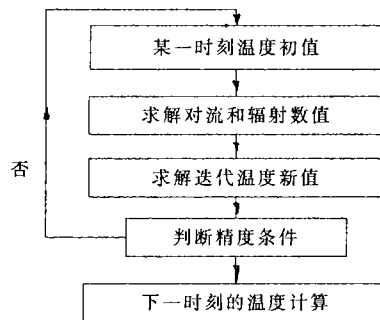 某一时刻温度初值
求解对流和辐射数值
求解迭代温度新值
否
判断精度条件
下一时刻的温度计算